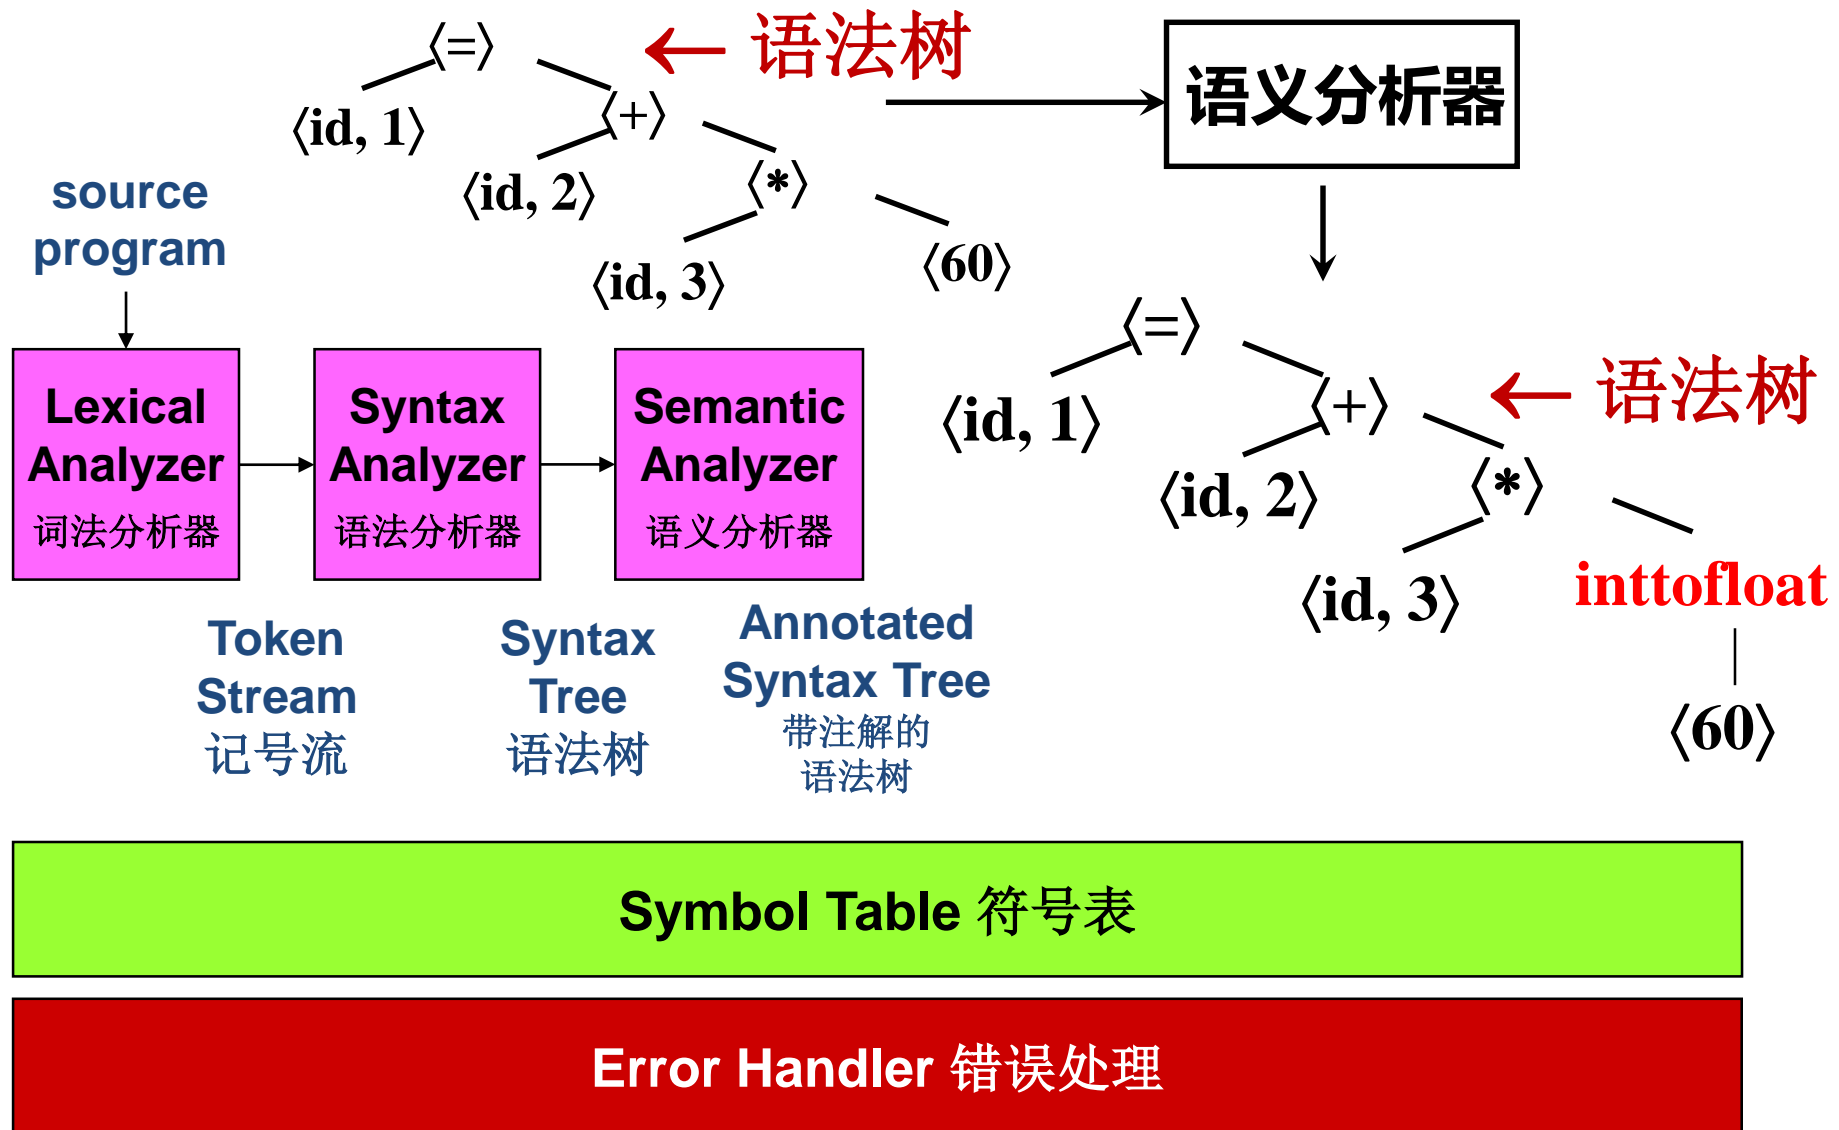 ⟨=⟩
← 语法树
语义分析器
⟨id, 1⟩
⟨+⟩
⟨id, 2⟩
⟨*⟩
⟨id, 3⟩
⟨60⟩
source
program
⟨=⟩
⟨id, 1⟩
⟨+⟩
← 语法树
⟨id, 2⟩
⟨*⟩
⟨id, 3⟩
inttofloat
⟨60⟩
Lexical
Analyzer
词法分析器
Syntax
Analyzer
语法分析器
Semantic
Analyzer
语义分析器
Token
Stream
记号流
Syntax
Tree
语法树
Annotated
Syntax Tree
带注解的
语法树
Symbol Table 符号表
Error Handler 错误处理